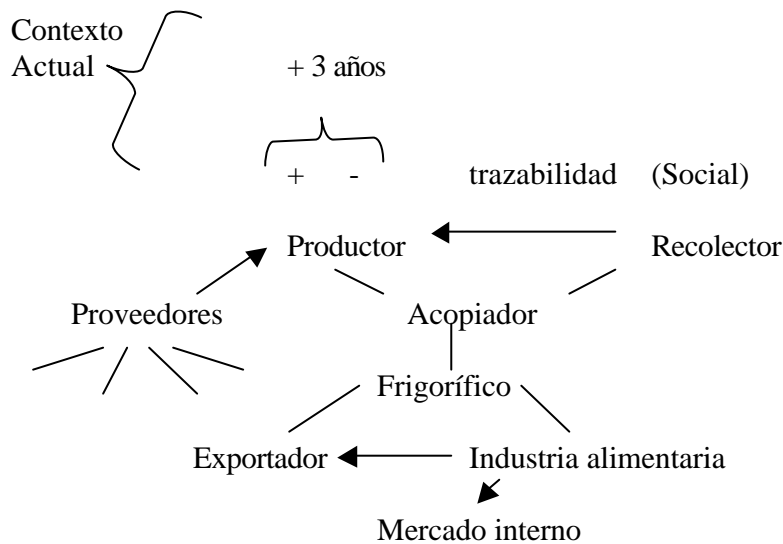 Contexto
Actual
+ 3 años
+ - trazabilidad (Social)
Productor Recolector
Proveedores Acopiador
Frigorífico
Exportador Industria alimentaria
Mercado interno